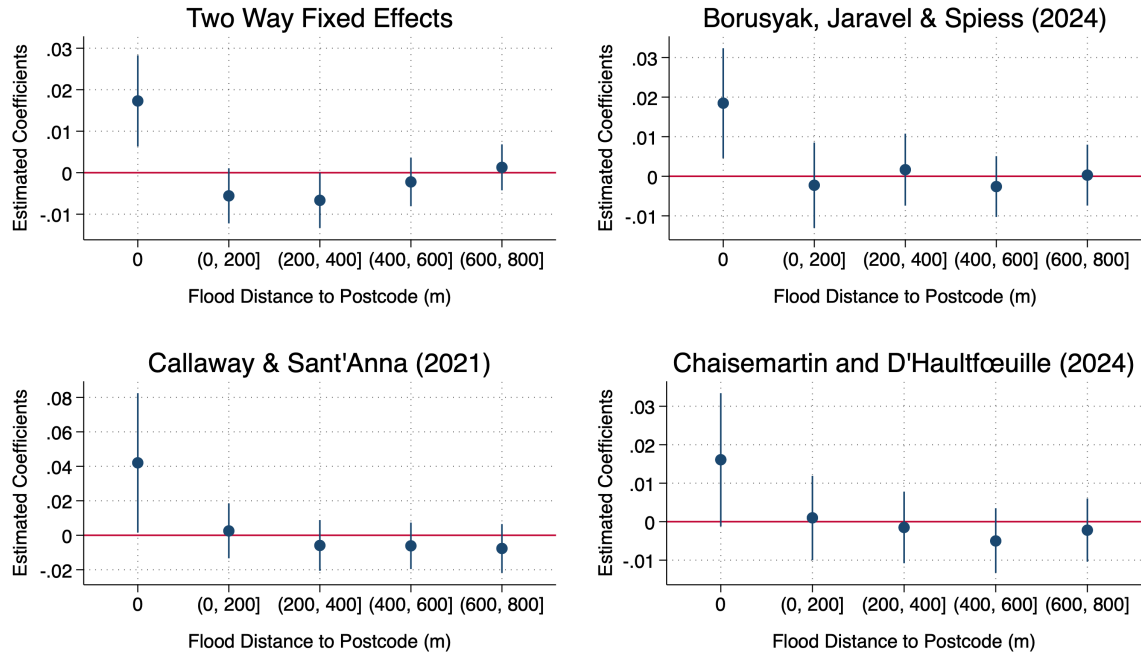 Two Way Fixed Effects
Estimated Coefficients
.03
.02
.01
0
-.01
0 (0, 200] (200, 400] (400, 600] (600, 800]
Flood Distance to Postcode (m)
Borusyak, Jaravel & Spiess (2024)
Estimated Coefficients
.03
.02
.01
0
-.01
0 (0, 200] (200, 400] (400, 600] (600, 800]
Flood Distance to Postcode (m)
Callaway & Sant'Anna (2021)
Estimated Coefficients
.08
.06
.04
.02
0
-.02
0 (0, 200] (200, 400] (400, 600] (600, 800]
Flood Distance to Postcode (m)
Chaisemartin and D'Haultfœuille (2024)
Estimated Coefficients
.03
.02
.01
0
-.01
0 (0, 200] (200, 400] (400, 600] (600, 800]
Flood Distance to Postcode (m)